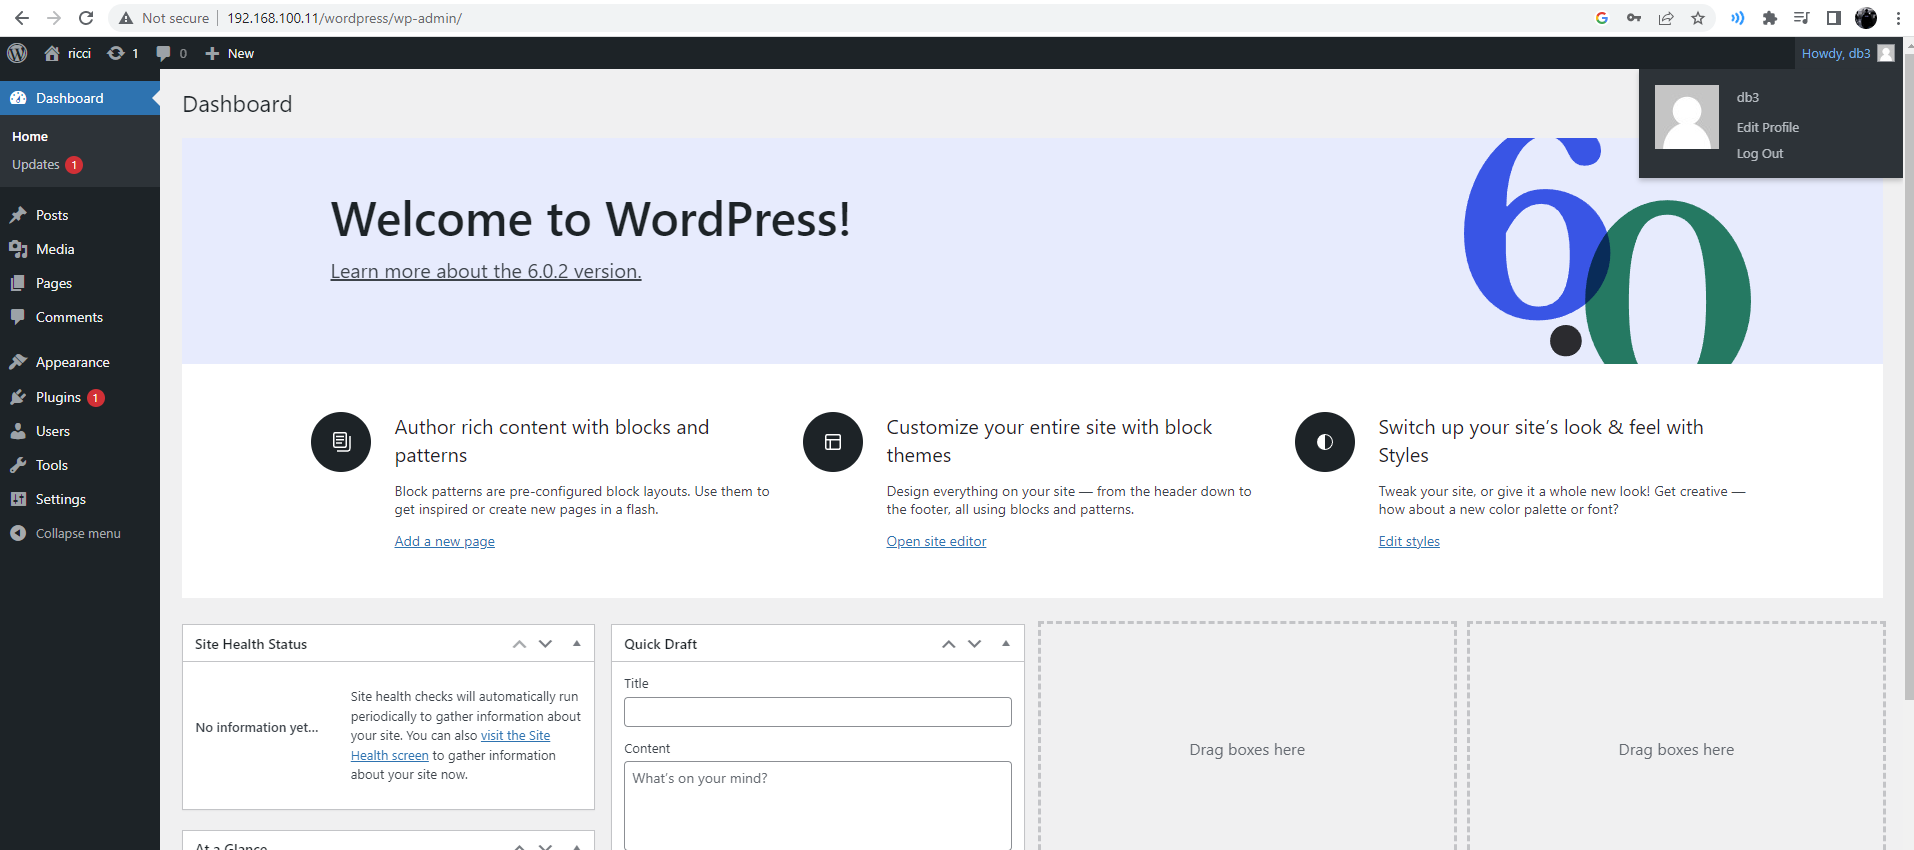 Not secure 192.168.100.11/wordpress/wp-admin/
ricci 1 0 New
Howdy, db3
db3
Edit Profile
Log Out
Dashboard
Home
Updates 1
Posts
Media
Pages
Comments
Appearance
Plugins 1
Users
Tools
Settings
Collapse menu
Dashboard
Welcome to WordPress!
Learn more about the 6.0.2 version.
6.0
Author rich content with blocks and
patterns
Block patterns are pre-configured block layouts. Use them to
get inspired or create new pages in a flash.
Add a new page
Customize your entire site with block
themes
Design everything on your site — from the header down to
the footer, all using blocks and patterns.
Open site editor
Switch up your site’s look & feel with
Styles
Tweak your site, or give it a whole new look! Get creative —
how about a new color palette or font?
Edit styles
Site Health Status
No information yet...
Site health checks will automatically run
periodically to gather information about
your site. You can also visit the Site
Health screen to gather information
about your site now.
At a Glance
Quick Draft
Title
Content
What’s on your mind?
Drag boxes here
Drag boxes here